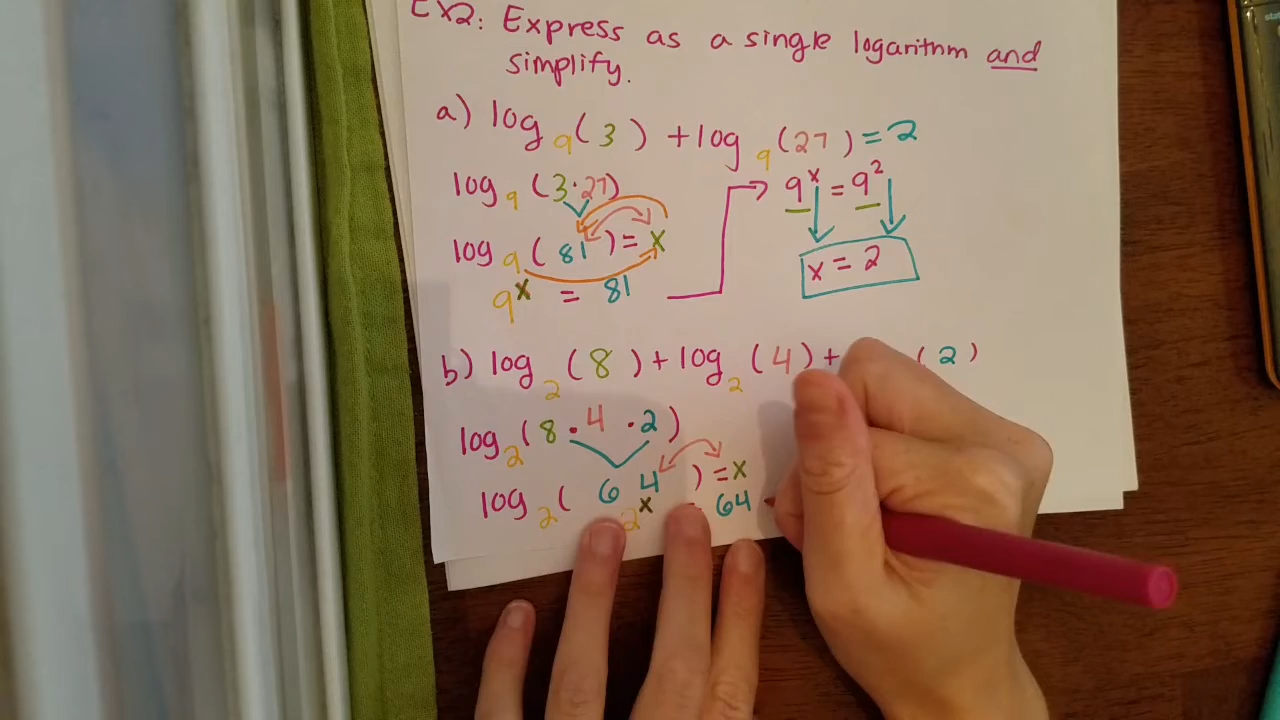 Ex2: Express as a single logarithm and
simplify.
a) log₉(3) + log₉(27) = 2
log₉(3·27)
log₉(81) = x
9ˣ = 81
9ˣ = 9²
x = 2
b) log₂(8) + log₂(4) + (2)
log₂(8·4·2)
log₂(64) = x
2ˣ = 64